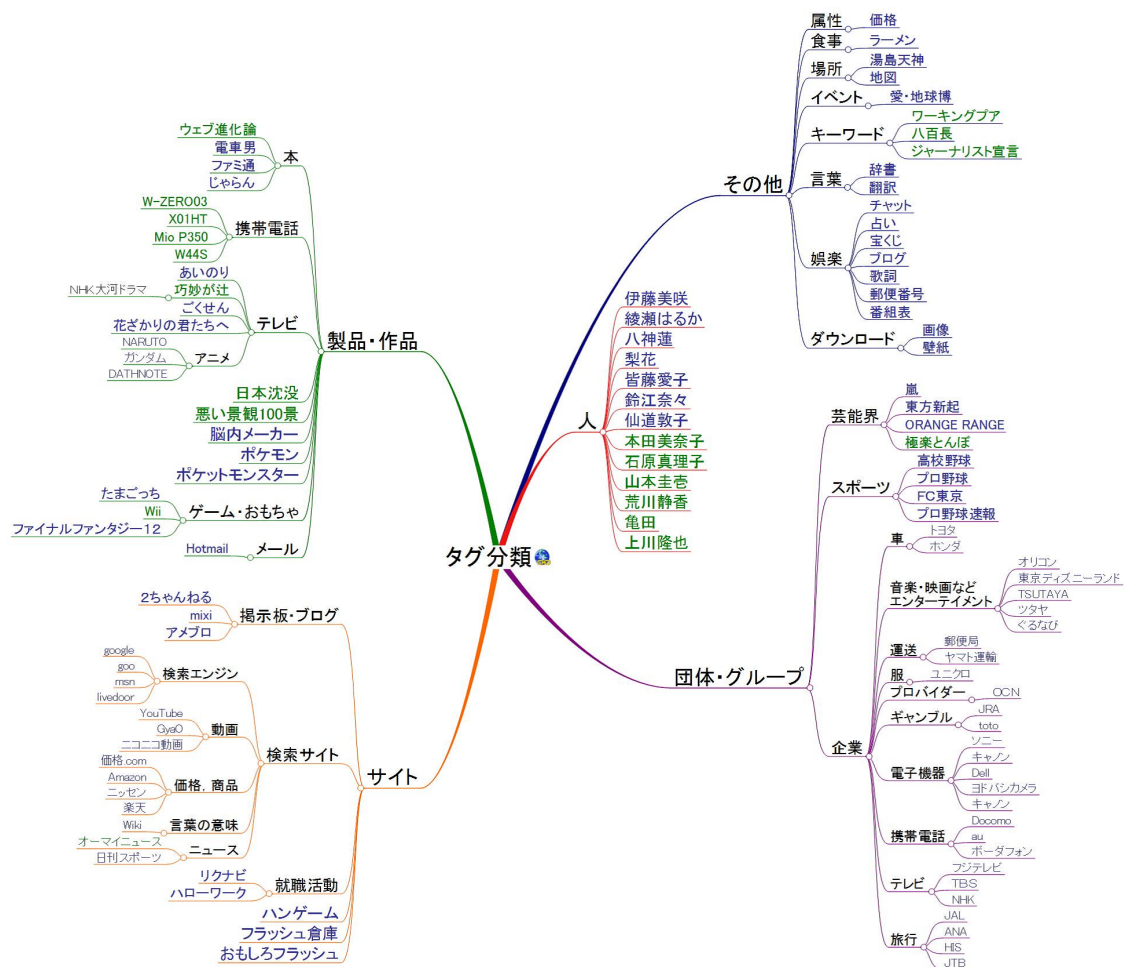 タグ分類
その他
属性
価格
食事
ラーメン
場所
湯島天神
地図
イベント
愛・地球博
キーワード
ワーキングプア
八百長
ジャーナリスト宣言
言葉
辞書
翻訳
娯楽
チャット
占い
宝くじ
ブログ
歌詞
郵便番号
番組表
ダウンロード
画像
壁紙
人
伊藤美咲
綾瀬はるか
八神蓮
梨花
皆藤愛子
鈴江奈々
仙道敦子
本田美奈子
石原真理子
山本圭壱
荒川静香
亀田
上川隆也
団体・グループ
芸能界
嵐
東方新起
ORANGE RANGE
極楽とんぼ
スポーツ
高校野球
プロ野球
FC東京
プロ野球速報
企業
車
トヨタ
ホンダ
音楽・映画など
エンターテイメント
オリコン
東京ディズニーランド
TSUTAYA
ツタヤ
ぐるなび
運送
郵便局
ヤマト運輸
服
ユニクロ
プロバイダー
OCN
ギャンブル
JRA
toto
電子機器
ソニー
キャノン
Dell
ヨドバシカメラ
キャノン
携帯電話
Docomo
au
ボーダフォン
テレビ
フジテレビ
TBS
NHK
旅行
JAL
ANA
HIS
JTB
製品・作品
本
ウェブ進化論
電車男
ファミ通
じゃらん
携帯電話
W-ZERO03
X01HT
Mio P350
W44S
テレビ
あいのり
巧妙が辻
NHK大河ドラマ
ごくせん
花ざかりの君たちへ
アニメ
NARUTO
ガンダム
DATHNOTE
日本沈没
悪い景観100景
脳内メーカー
ポケモン
ポケットモンスター
ゲーム・おもちゃ
たまごっち
Wii
ファイナルファンタジー12
メール
Hotmail
サイト
掲示板・ブログ
2ちゃんねる
mixi
アメブロ
検索サイト
検索エンジン
google
goo
msn
livedoor
動画
YouTube
GyaO
ニコニコ動画
価格, 商品
価格.com
Amazon
ニッセン
楽天
言葉の意味
Wiki
ニュース
オーマイニュース
日刊スポーツ
就職活動
リクナビ
ハローワーク
ハンゲーム
フラッシュ倉庫
おもしろフラッシュ